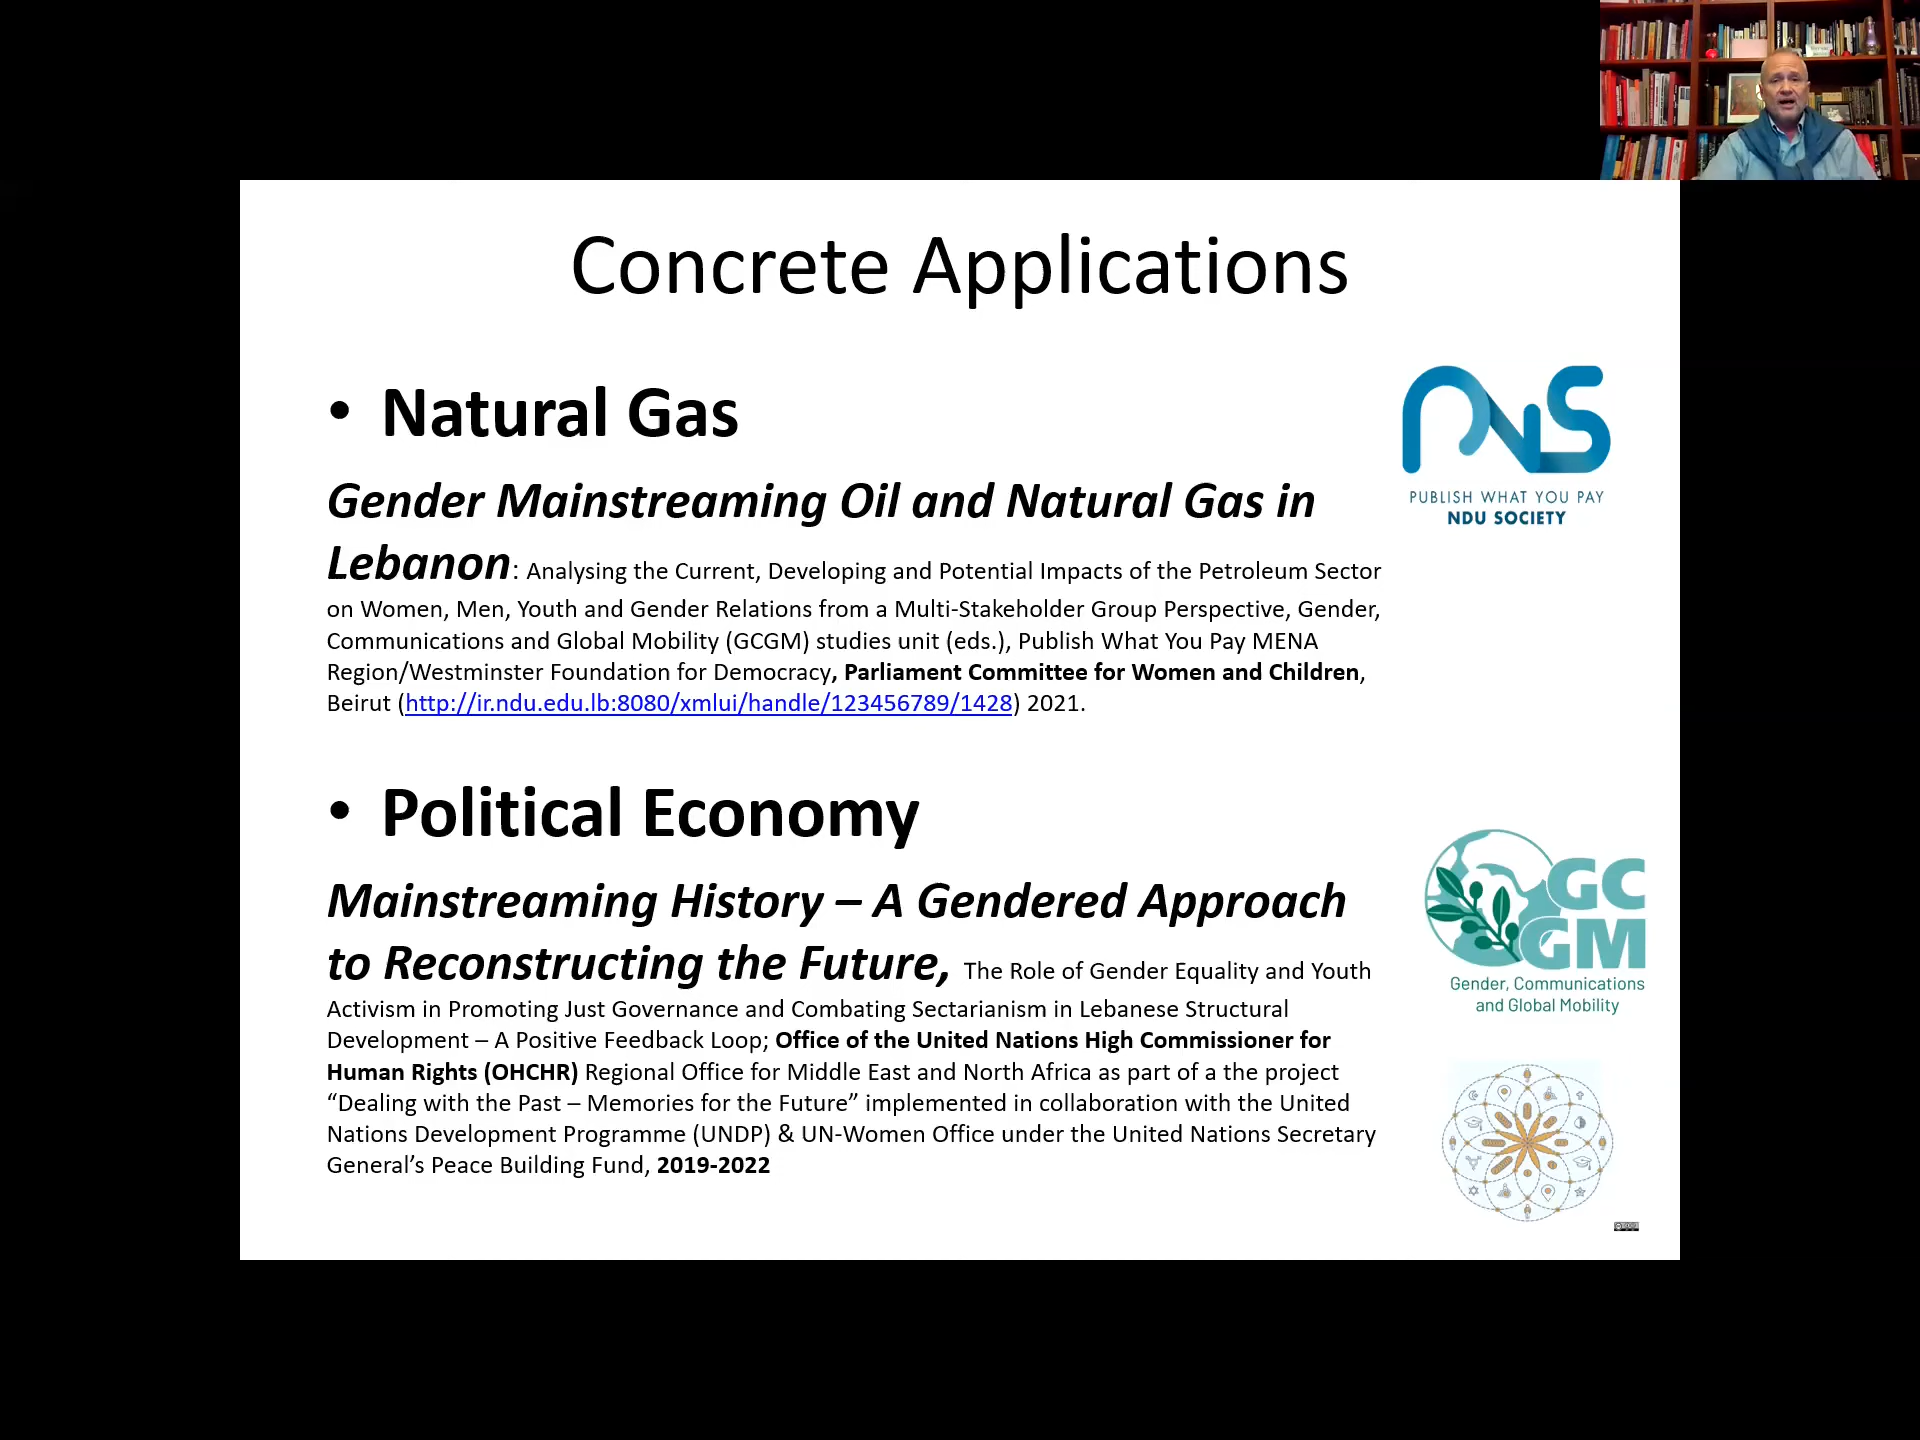 Concrete Applications
• Natural Gas
Gender Mainstreaming Oil and Natural Gas in
Lebanon: Analysing the Current, Developing and Potential Impacts of the Petroleum Sector
on Women, Men, Youth and Gender Relations from a Multi-Stakeholder Group Perspective, Gender,
Communications and Global Mobility (GCGM) studies unit (eds.), Publish What You Pay MENA
Region/Westminster Foundation for Democracy, Parliament Committee for Women and Children,
Beirut (http://ir.ndu.edu.lb:8080/xmlui/handle/123456789/1428) 2021.
PNS
PUBLISH WHAT YOU PAY
NDU SOCIETY
• Political Economy
Mainstreaming History – A Gendered Approach
to Reconstructing the Future, The Role of Gender Equality and Youth
Activism in Promoting Just Governance and Combating Sectarianism in Lebanese Structural
Development – A Positive Feedback Loop; Office of the United Nations High Commissioner for
Human Rights (OHCHR) Regional Office for Middle East and North Africa as part of a the project
“Dealing with the Past – Memories for the Future” implemented in collaboration with the United
Nations Development Programme (UNDP) & UN-Women Office under the United Nations Secretary
General’s Peace Building Fund, 2019-2022
GC
GM
Gender, Communications
and Global Mobility